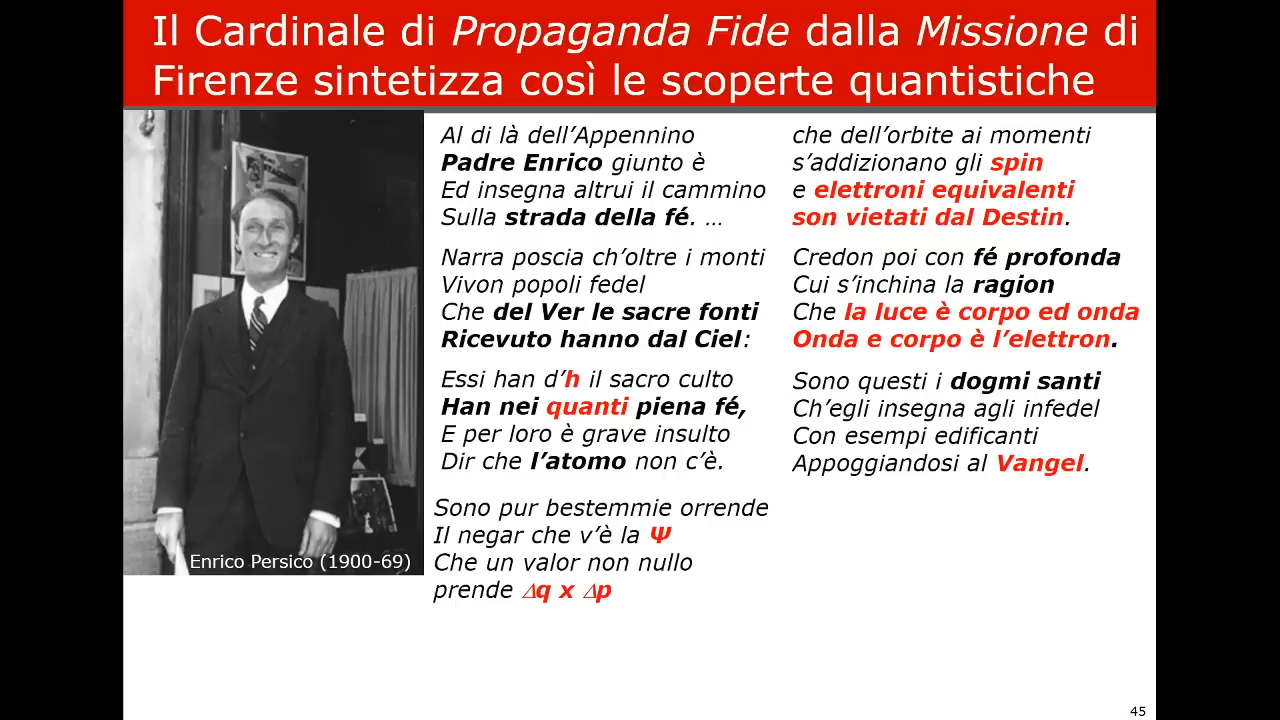 Il Cardinale di Propaganda Fide dalla Missione di
Firenze sintetizza così le scoperte quantistiche
Al di là dell’Appennino
Padre Enrico giunto è
Ed insegna altrui il cammino
Sulla strada della fé. …
Narra poscia ch’oltre i monti
Vivon popoli fedel
Che del Ver le sacre fonti
Ricevuto hanno dal Ciel:
Essi han d’h il sacro culto
Han nei quanti piena fé,
E per loro è grave insulto
Dir che l’atomo non c’è.
Sono pur bestemmie orrende
Il negar che v’è la Ψ
Che un valor non nullo
prende Δq x Δp
che dell’orbite ai momenti
s’addizionano gli spin
e elettroni equivalenti
son vietati dal Destin.
Credon poi con fé profonda
Cui s’inchina la ragion
Che la luce è corpo ed onda
Onda e corpo è l’elettron.
Sono questi i dogmi santi
Ch’egli insegna agli infedel
Con esempi edificanti
Appoggiandosi al Vangel.
Enrico Persico (1900-69)
45